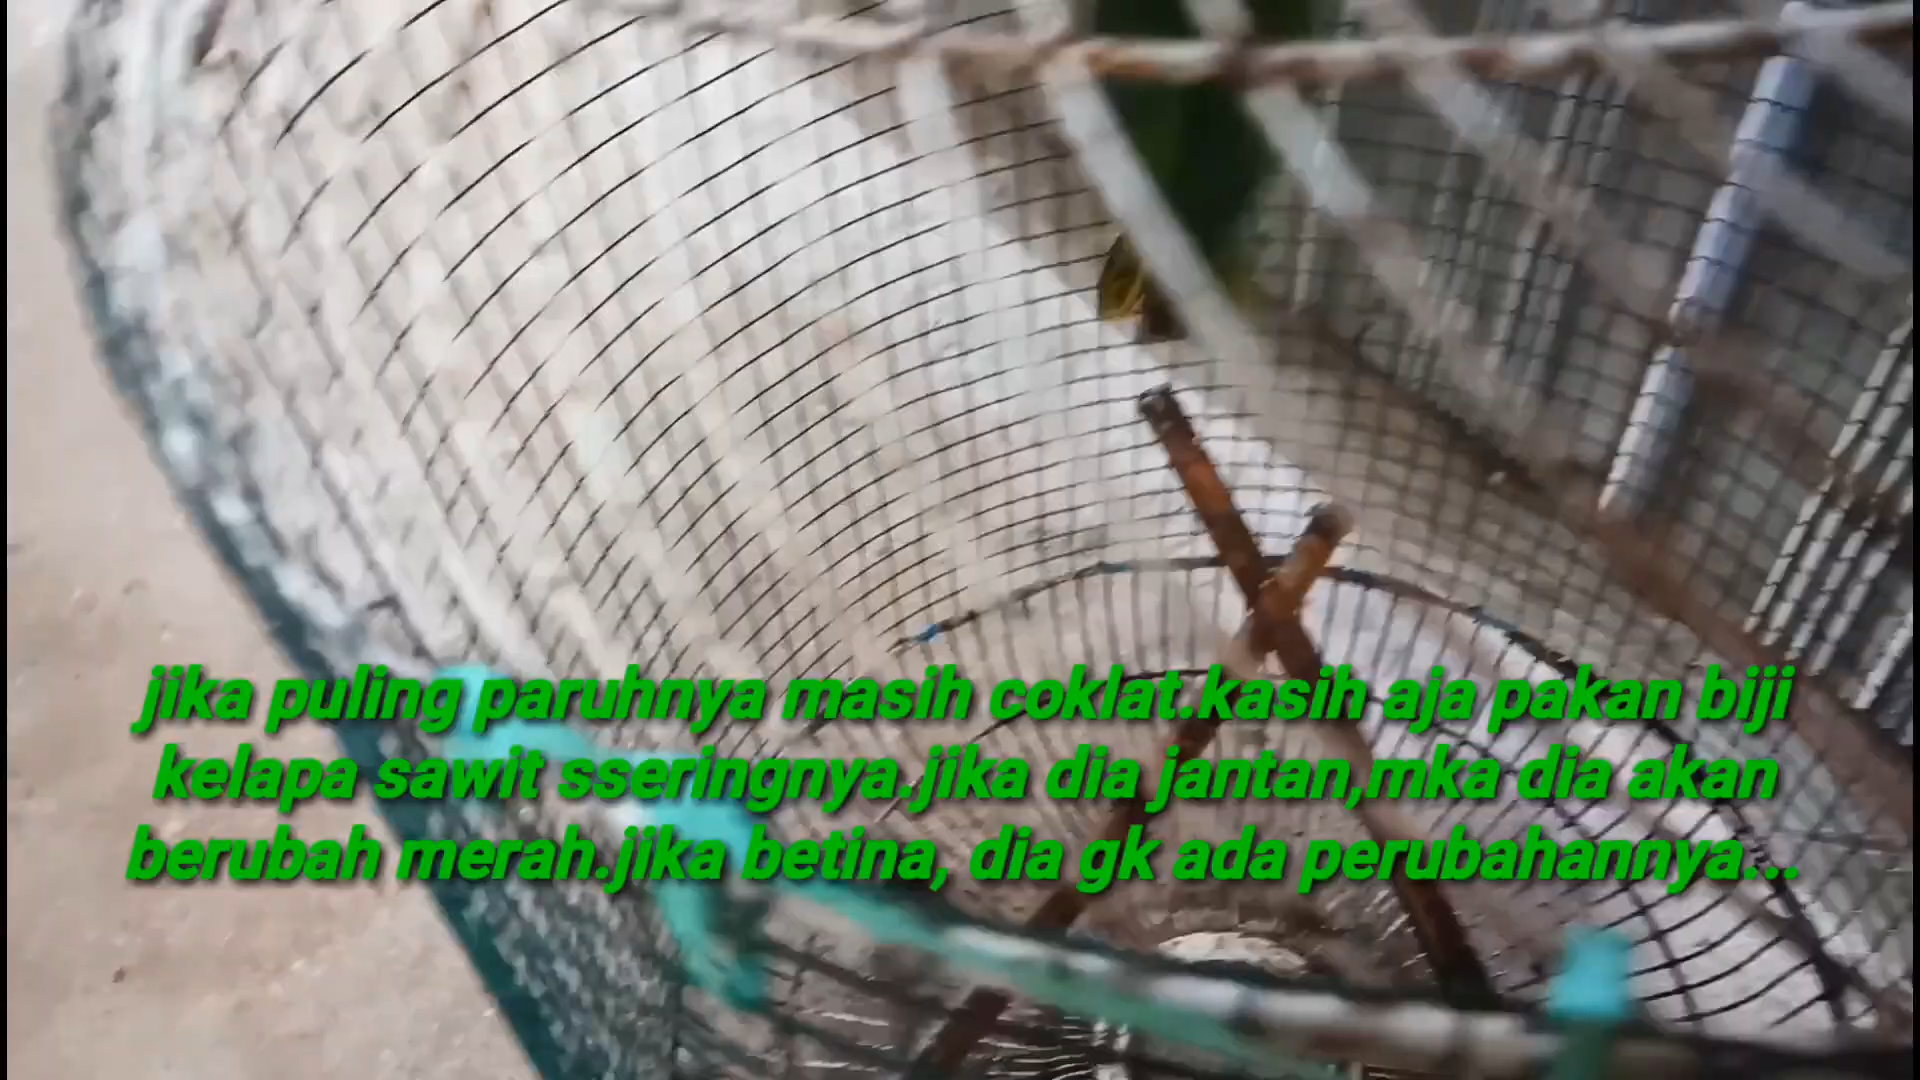 jika puling paruhnya masih coklat.kasih aja pakan biji
kelapa sawit sseringnya.jika dia jantan,mka dia akan
berubah merah.jika betina, dia gk ada perubahannya...